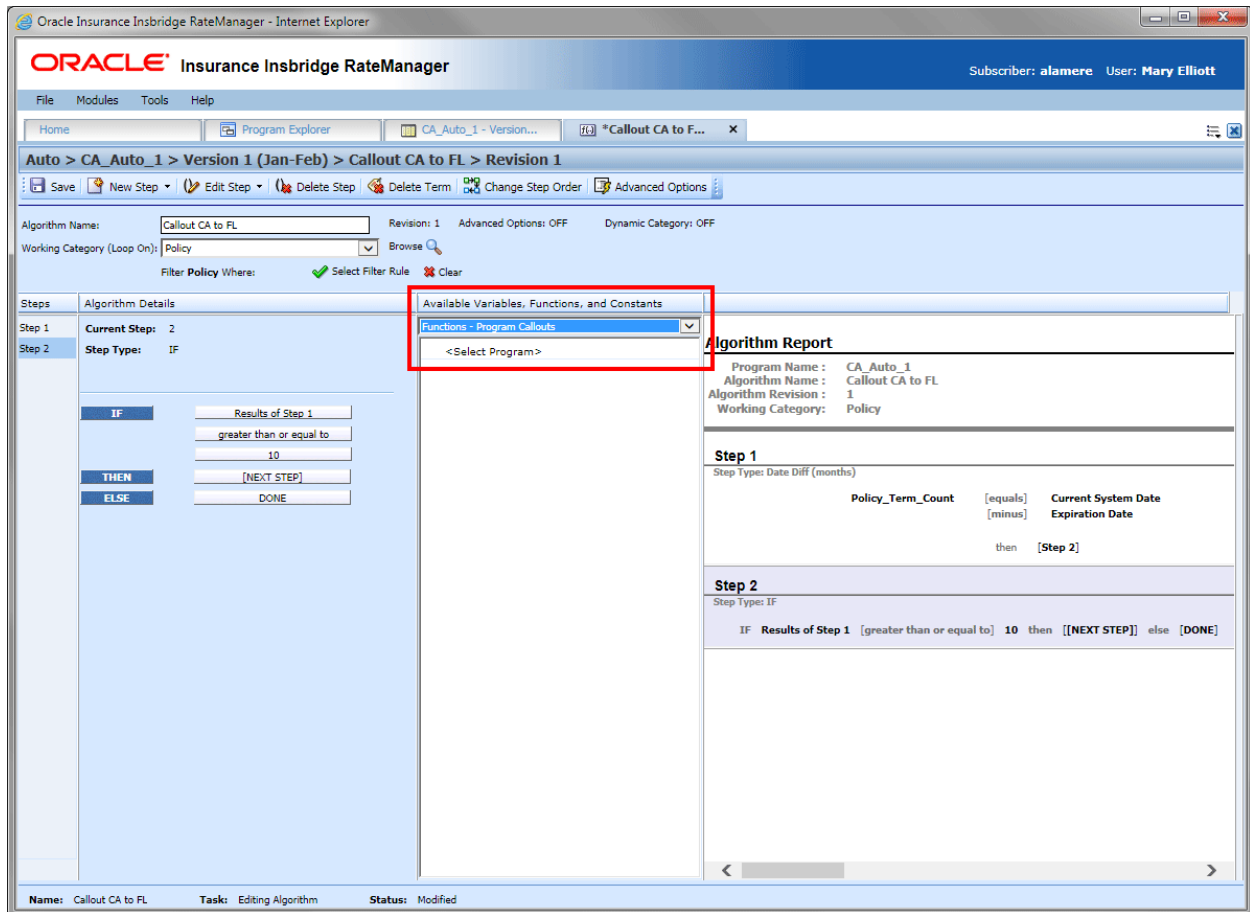 Oracle Insurance Insbridge RateManager - Internet Explorer
ORACLE Insurance Insbridge RateManager
Subscriber: alamere User: Mary Elliott
File Modules Tools Help
Home Program Explorer CA_Auto_1 - Version... *Callout CA to F... x
Auto > CA_Auto_1 > Version 1 (Jan-Feb) > Callout CA to FL > Revision 1
Save New Step Edit Step Delete Step Delete Term Change Step Order Advanced Options
Algorithm Name: Callout CA to FL Revision: 1 Advanced Options: OFF Dynamic Category: OFF
Working Category (Loop On): Policy Browse
Filter Policy Where: Select Filter Rule Clear
Steps Algorithm Details Available Variables, Functions, and Constants
Step 1
Step 2
Current Step: 2
Step Type: IF
IF Results of Step 1
greater than or equal to
10
THEN [NEXT STEP]
ELSE DONE
Functions - Program Callouts
<Select Program>
Algorithm Report
Program Name : CA_Auto_1
Algorithm Name : Callout CA to FL
Algorithm Revision : 1
Working Category: Policy
Step 1
Step Type: Date Diff (months)
Policy_Term_Count [equals] Current System Date
[minus] Expiration Date
then [Step 2]
Step 2
Step Type: IF
IF Results of Step 1 [greater than or equal to] 10 then [[NEXT STEP]] else [DONE]
Name: Callout CA to FL Task: Editing Algorithm Status: Modified